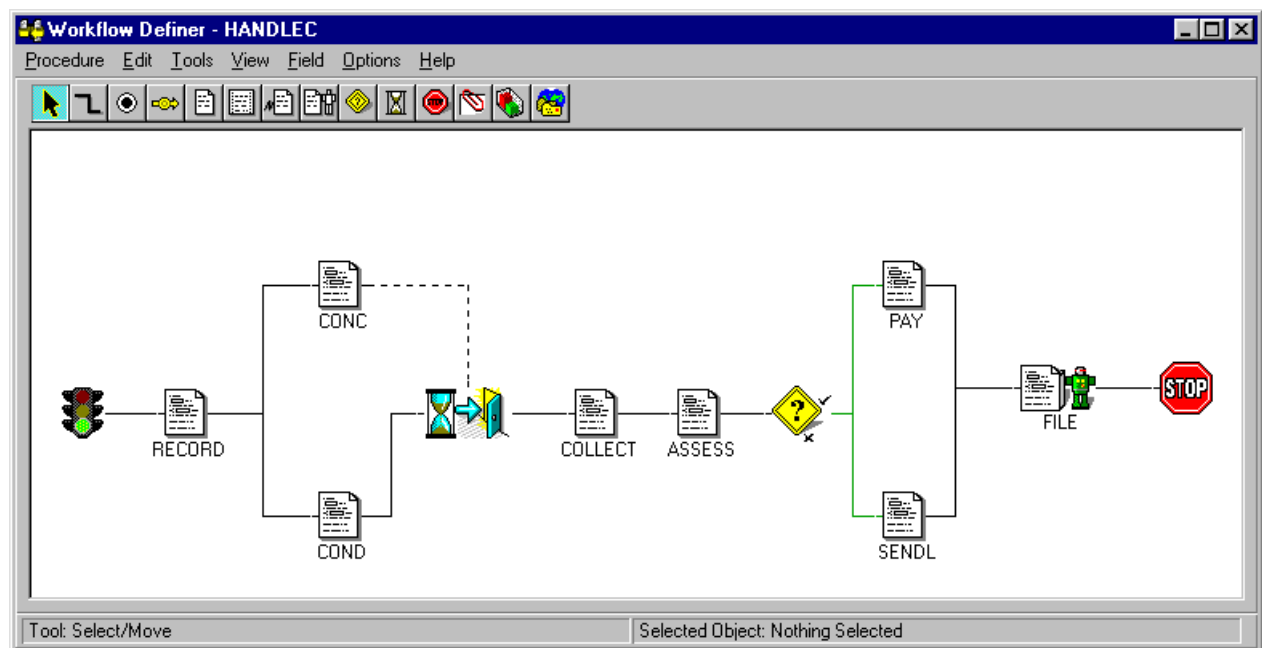 Workflow Definer - HANDLEC
Procedure Edit Tools View Field Options Help
STOP
CONC
PAY
RECORD
COLLECT
ASSESS
?
FILE
STOP
COND
SENDL
Tool: Select/Move
Selected Object: Nothing Selected